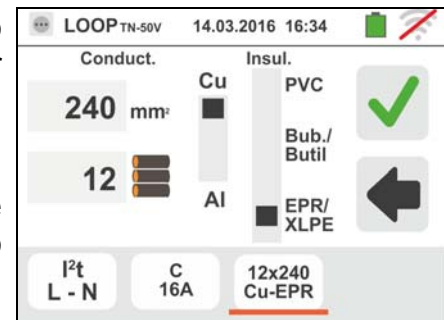 LOOP TN-50V 14.03.2016 16:34
Conduct. Insul.
Cu PVC
240 mm²
Bub./
Butil
12
Al EPR/
XLPE
I²t
L - N
C
16A
12x240
Cu-EPR